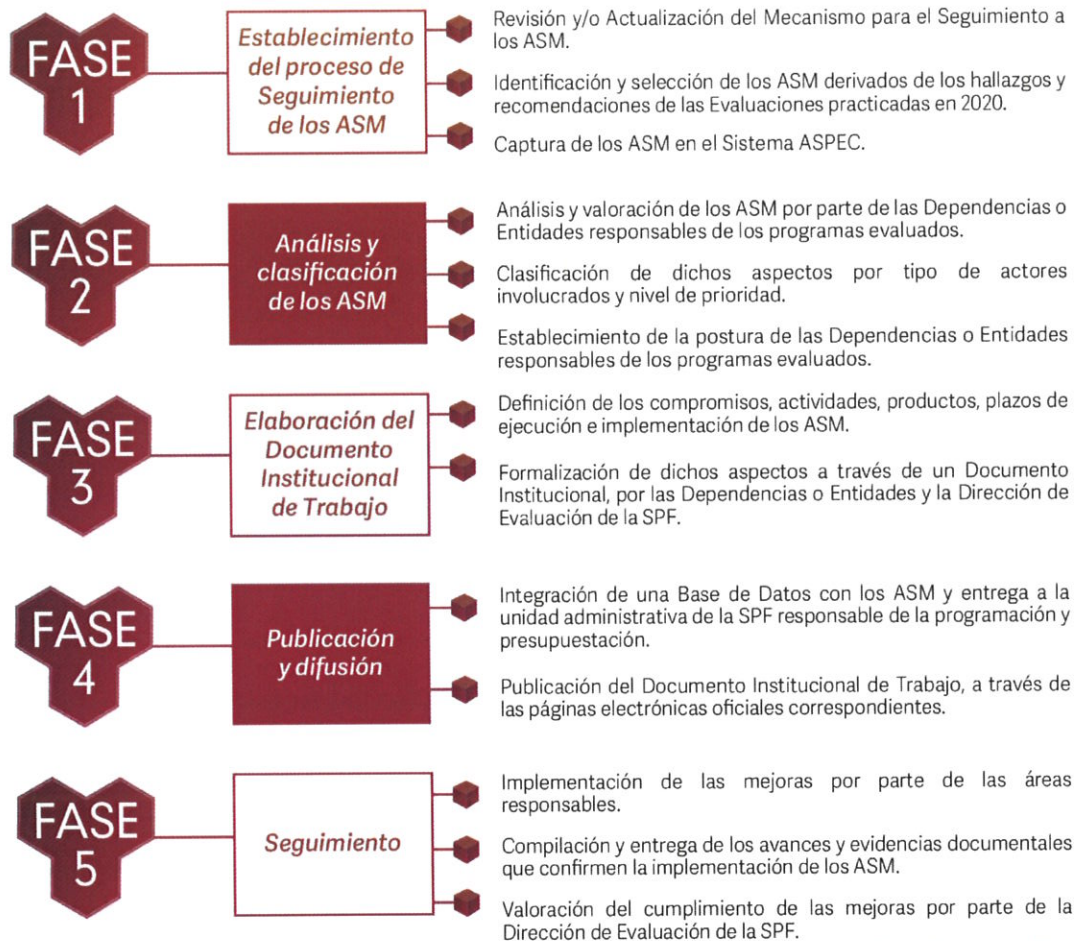 FASE
1
Establecimiento
del proceso de
Seguimiento
de los ASM
Revisión y/o Actualización del Mecanismo para el Seguimiento a
los ASM.
Identificación y selección de los ASM derivados de los hallazgos y
recomendaciones de las Evaluaciones practicadas en 2020.
Captura de los ASM en el Sistema ASPEC.
FASE
2
Análisis y
clasificación
de los ASM
Análisis y valoración de los ASM por parte de las Dependencias o
Entidades responsables de los programas evaluados.
Clasificación de dichos aspectos por tipo de actores
involucrados y nivel de prioridad.
Establecimiento de la postura de las Dependencias o Entidades
responsables de los programas evaluados.
FASE
3
Elaboración del
Documento
Institucional
de Trabajo
Definición de los compromisos, actividades, productos, plazos de
ejecución e implementación de los ASM.
Formalización de dichos aspectos a través de un Documento
Institucional, por las Dependencias o Entidades y la Dirección de
Evaluación de la SPF.
FASE
4
Publicación
y difusión
Integración de una Base de Datos con los ASM y entrega a la
unidad administrativa de la SPF responsable de la programación y
presupuestación.
Publicación del Documento Institucional de Trabajo, a través de
las páginas electrónicas oficiales correspondientes.
FASE
5
Seguimiento
Implementación de las mejoras por parte de las áreas
responsables.
Compilación y entrega de los avances y evidencias documentales
que confirmen la implementación de los ASM.
Valoración del cumplimiento de las mejoras por parte de la
Dirección de Evaluación de la SPF.